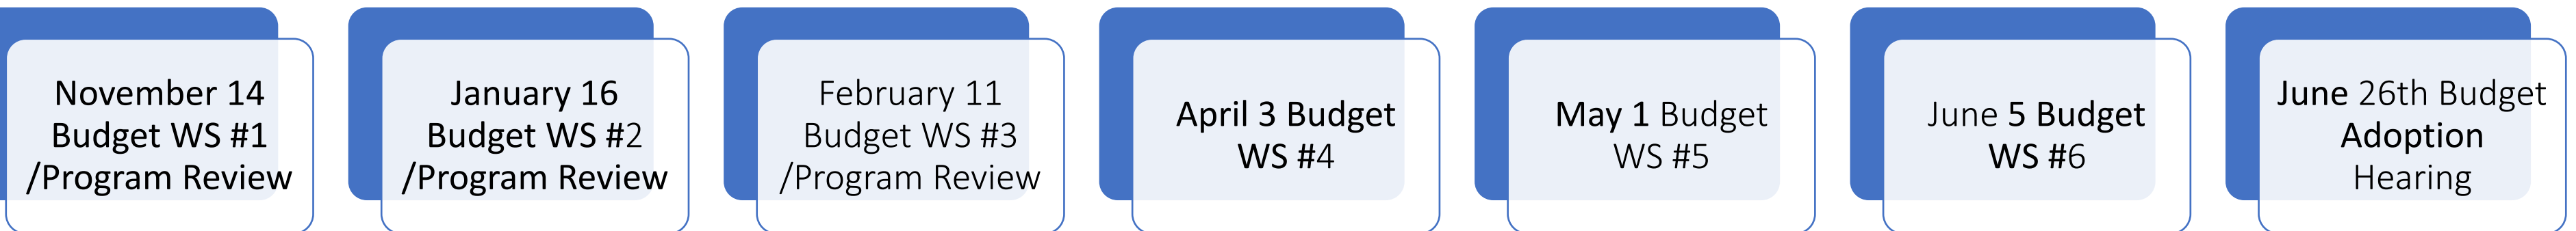 November 14
Budget WS #1
/Program Review
January 16
Budget WS #2
/Program Review
February 11
Budget WS #3
/Program Review
April 3 Budget
WS #4
May 1 Budget
WS #5
June 5 Budget
WS #6
June 26th Budget
Adoption
Hearing